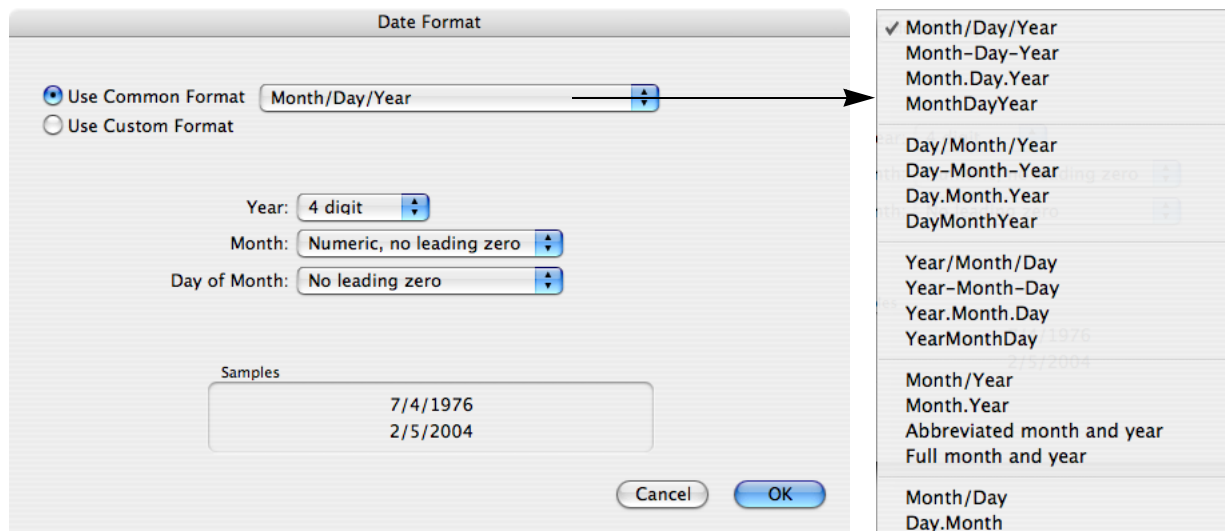 Date Format
Use Common Format Month/Day/Year
Use Custom Format
Year: 4 digit
Month: Numeric, no leading zero
Day of Month: No leading zero
Samples
7/4/1976
2/5/2004
Cancel OK
✓ Month/Day/Year
Month-Day-Year
Month.Day.Year
MonthDayYear
Day/Month/Year
Day-Month-Year
Day.Month.Year
DayMonthYear
Year/Month/Day
Year-Month-Day
Year.Month.Day
YearMonthDay
Month/Year
Month.Year
Abbreviated month and year
Full month and year
Month/Day
Day.Month